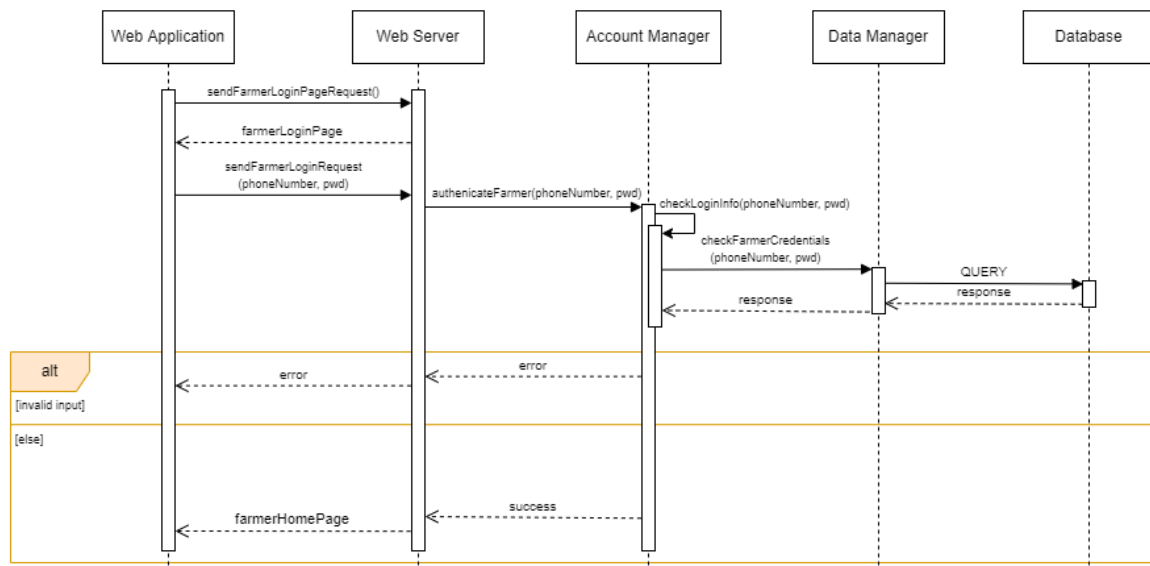 Web Application
Web Server
Account Manager
Data Manager
Database
sendFarmerLoginPageRequest()
farmerLoginPage
sendFarmerLoginRequest
(phoneNumber, pwd)
authenicateFarmer(phoneNumber, pwd)
checkLoginInfo(phoneNumber, pwd)
checkFarmerCredentials
(phoneNumber, pwd)
QUERY
response
response
alt
error
error
[invalid input]
[else]
success
farmerHomePage